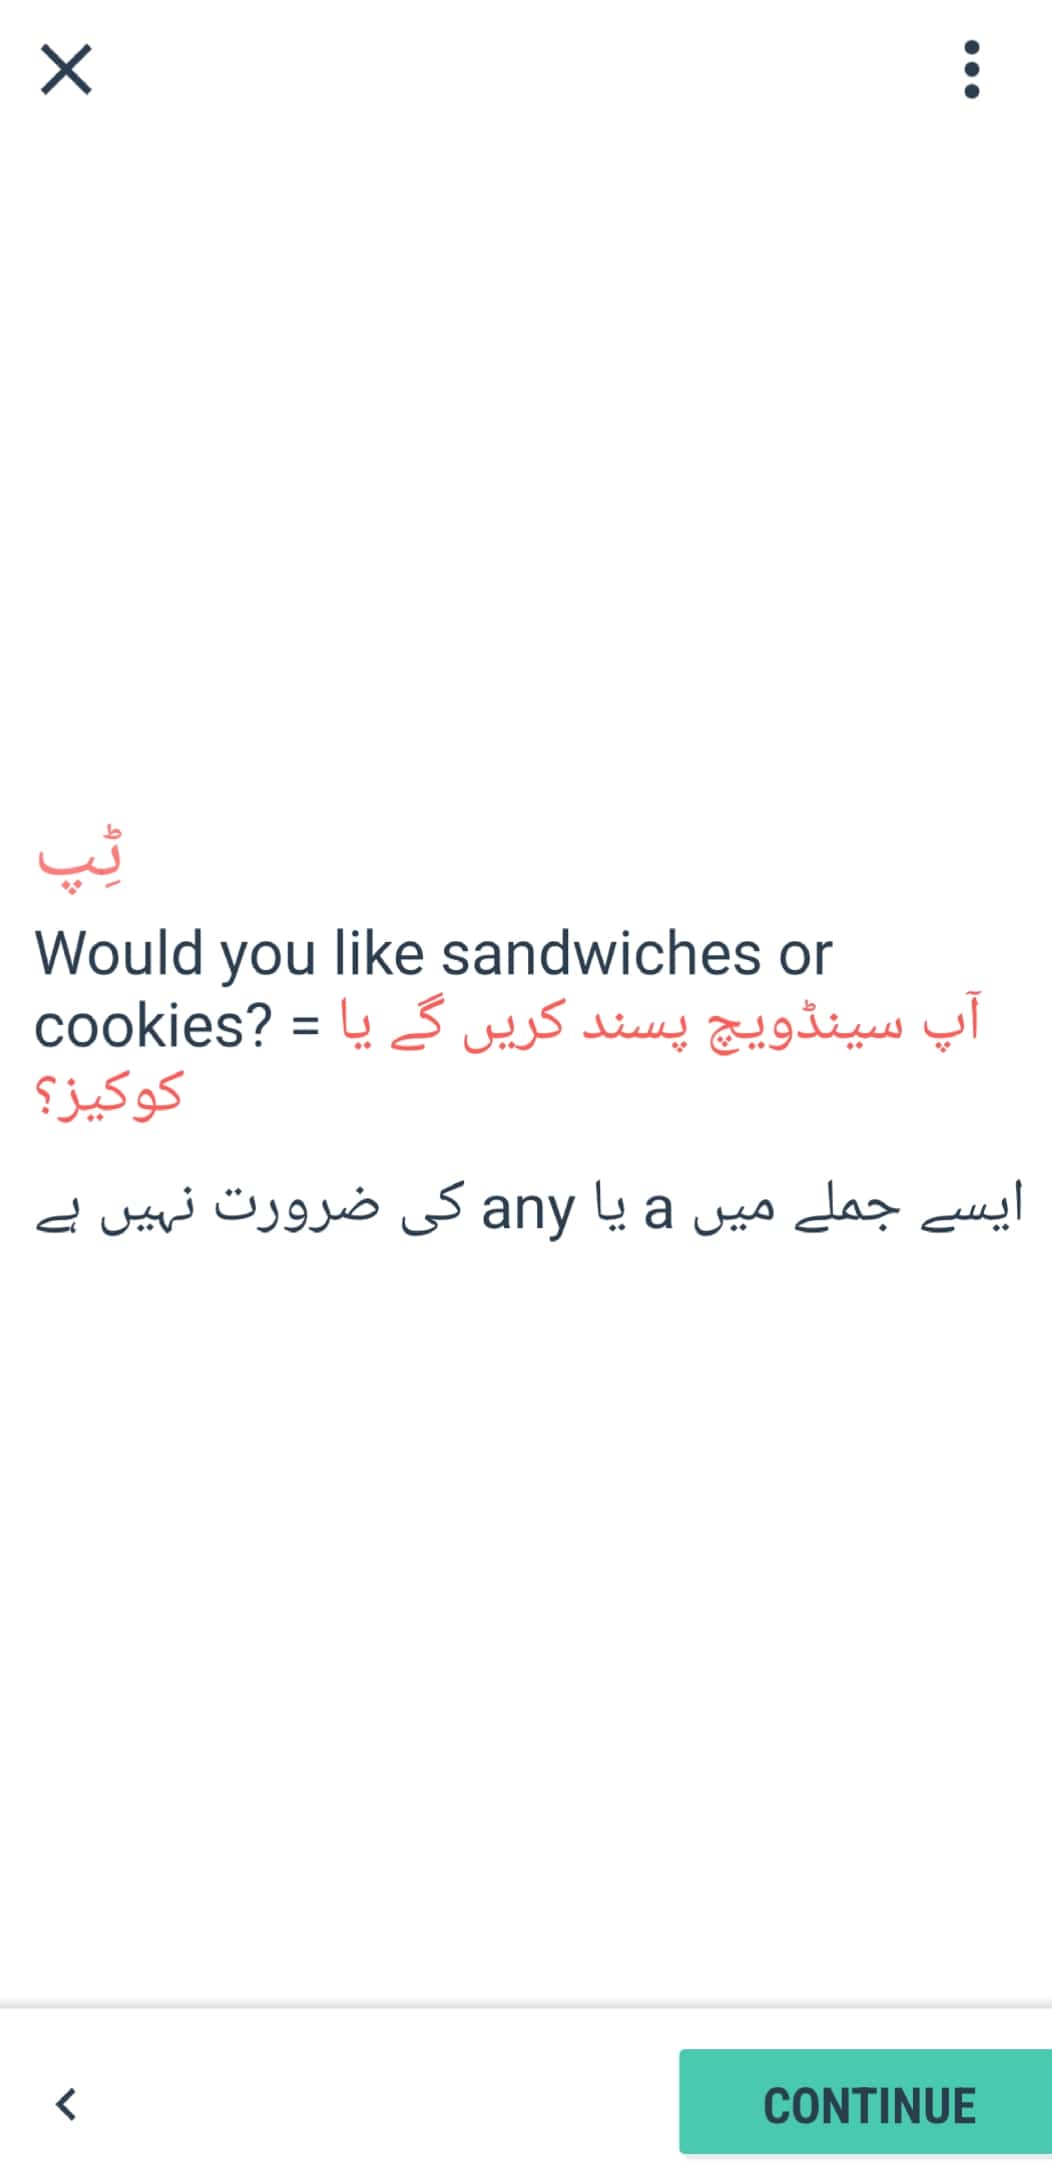 ٹِپ
Would you like sandwiches or
cookies? = آپ سینڈویچ پسند کریں گے یا
کوکیز؟
ایسے جملے میں a یا any کی ضرورت نہیں ہے
CONTINUE